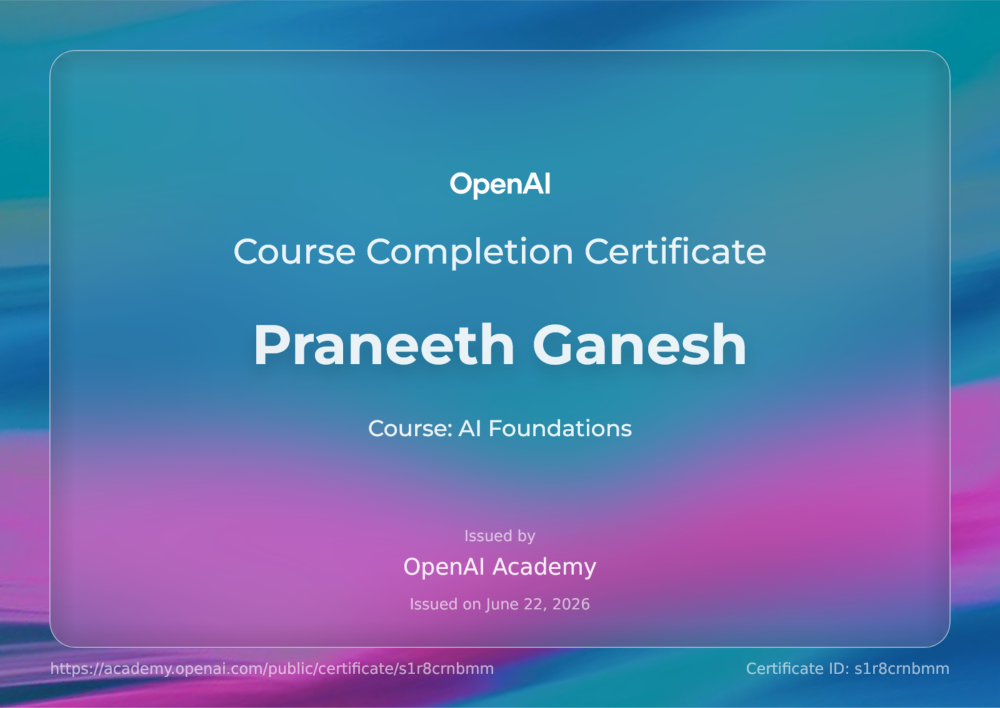 OpenAI
Course Completion Certificate
Praneeth Ganesh
Course: AI Foundations
Issued by
OpenAI Academy
Issued on June 22, 2026
https://academy.openai.com/public/certificate/s1r8crnbmm
Certificate ID: s1r8crnbmm